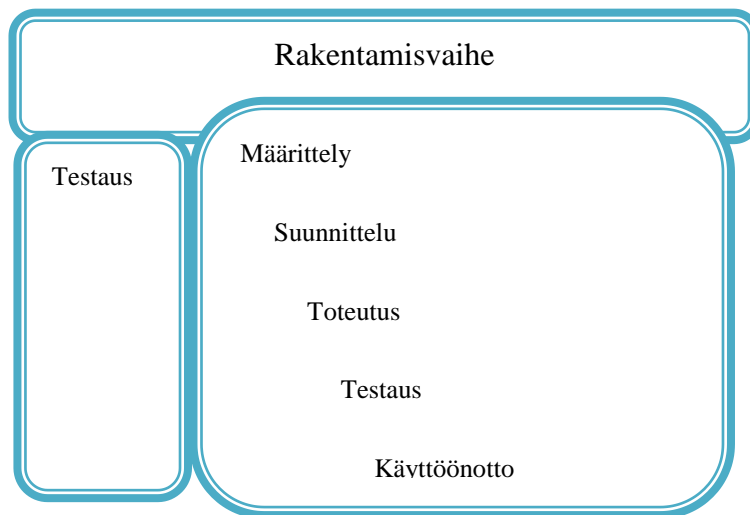 Rakentamisvaihe
Testaus
Määrittely
Suunnittelu
Toteutus
Testaus
Käyttöönotto